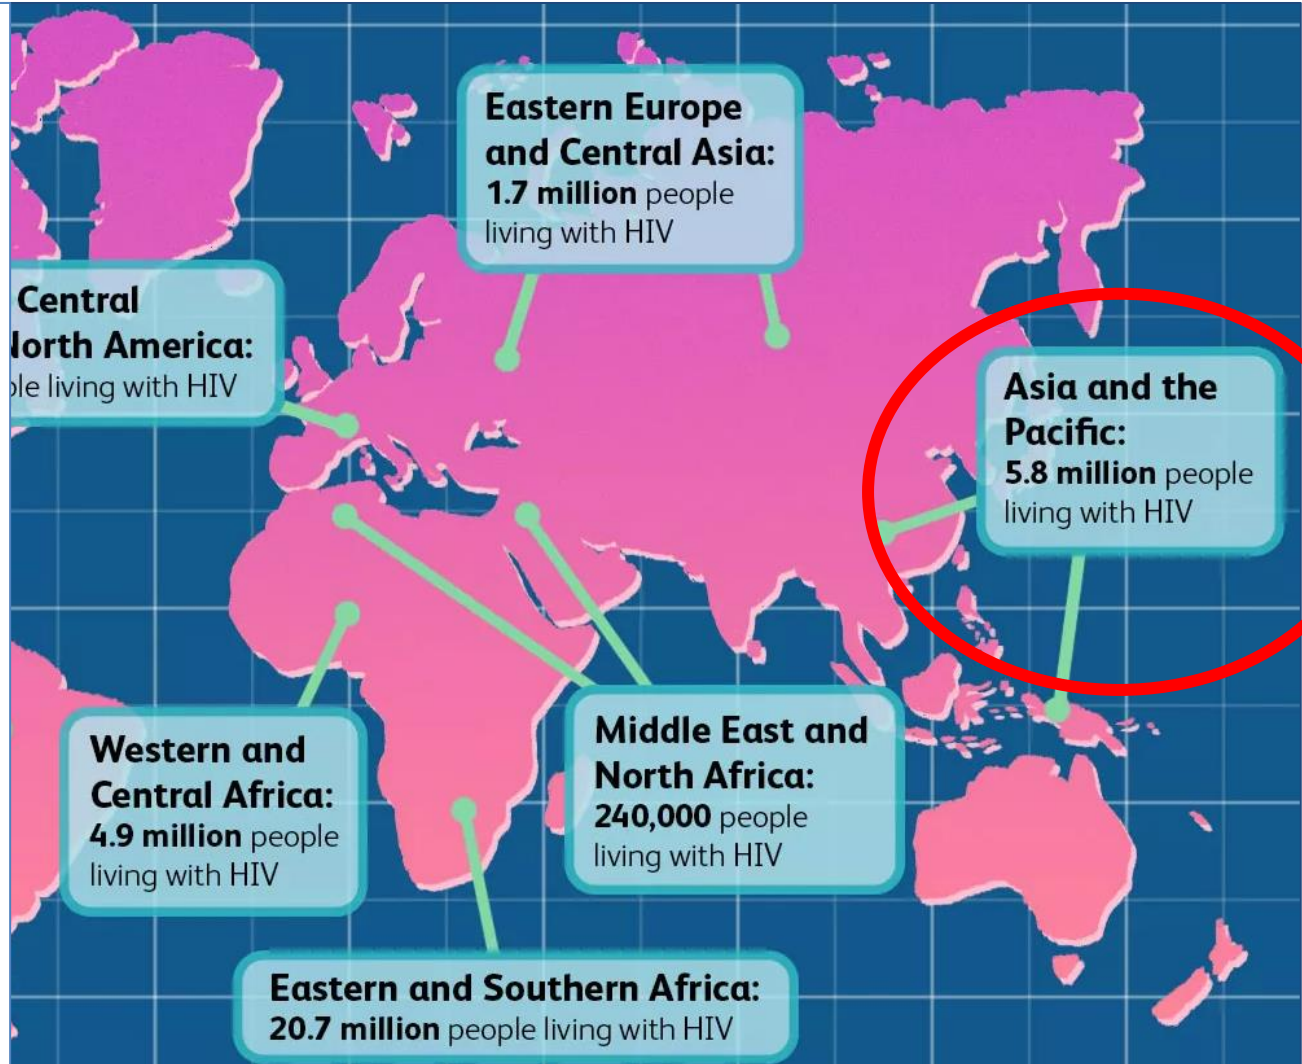 Eastern Europe
and Central Asia:
1.7 million people
living with HIV
Central
North America:
living with HIV
Asia and the
Pacific:
5.8 million people
living with HIV
Western and
Central Africa:
4.9 million people
living with HIV
Middle East and
North Africa:
240,000 people
living with HIV
Eastern and Southern Africa:
20.7 million people living with HIV